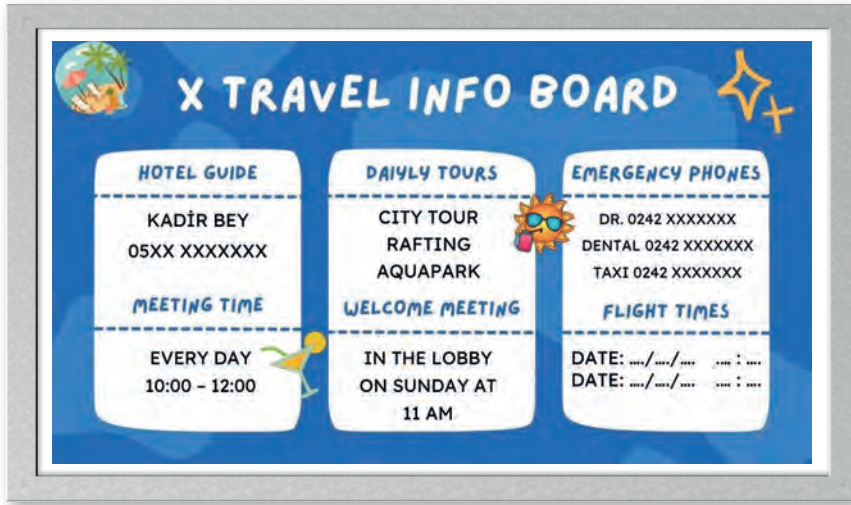 X TRAVEL INFO BOARD
HOTEL GUIDE
KADİR BEY
05XX XXXXXXX
MEETING TIME
EVERY DAY
10:00 – 12:00
DAIYLY TOURS
CITY TOUR
RAFTING
AQUAPARK
WELCOME MEETING
IN THE LOBBY
ON SUNDAY AT
11 AM
EMERGENCY PHONES
DR. 0242 XXXXXXX
DENTAL 0242 XXXXXXX
TAXI 0242 XXXXXXX
FLIGHT TIMES
DATE: ..../..../.... .... : ....
DATE: ..../..../.... .... : ....